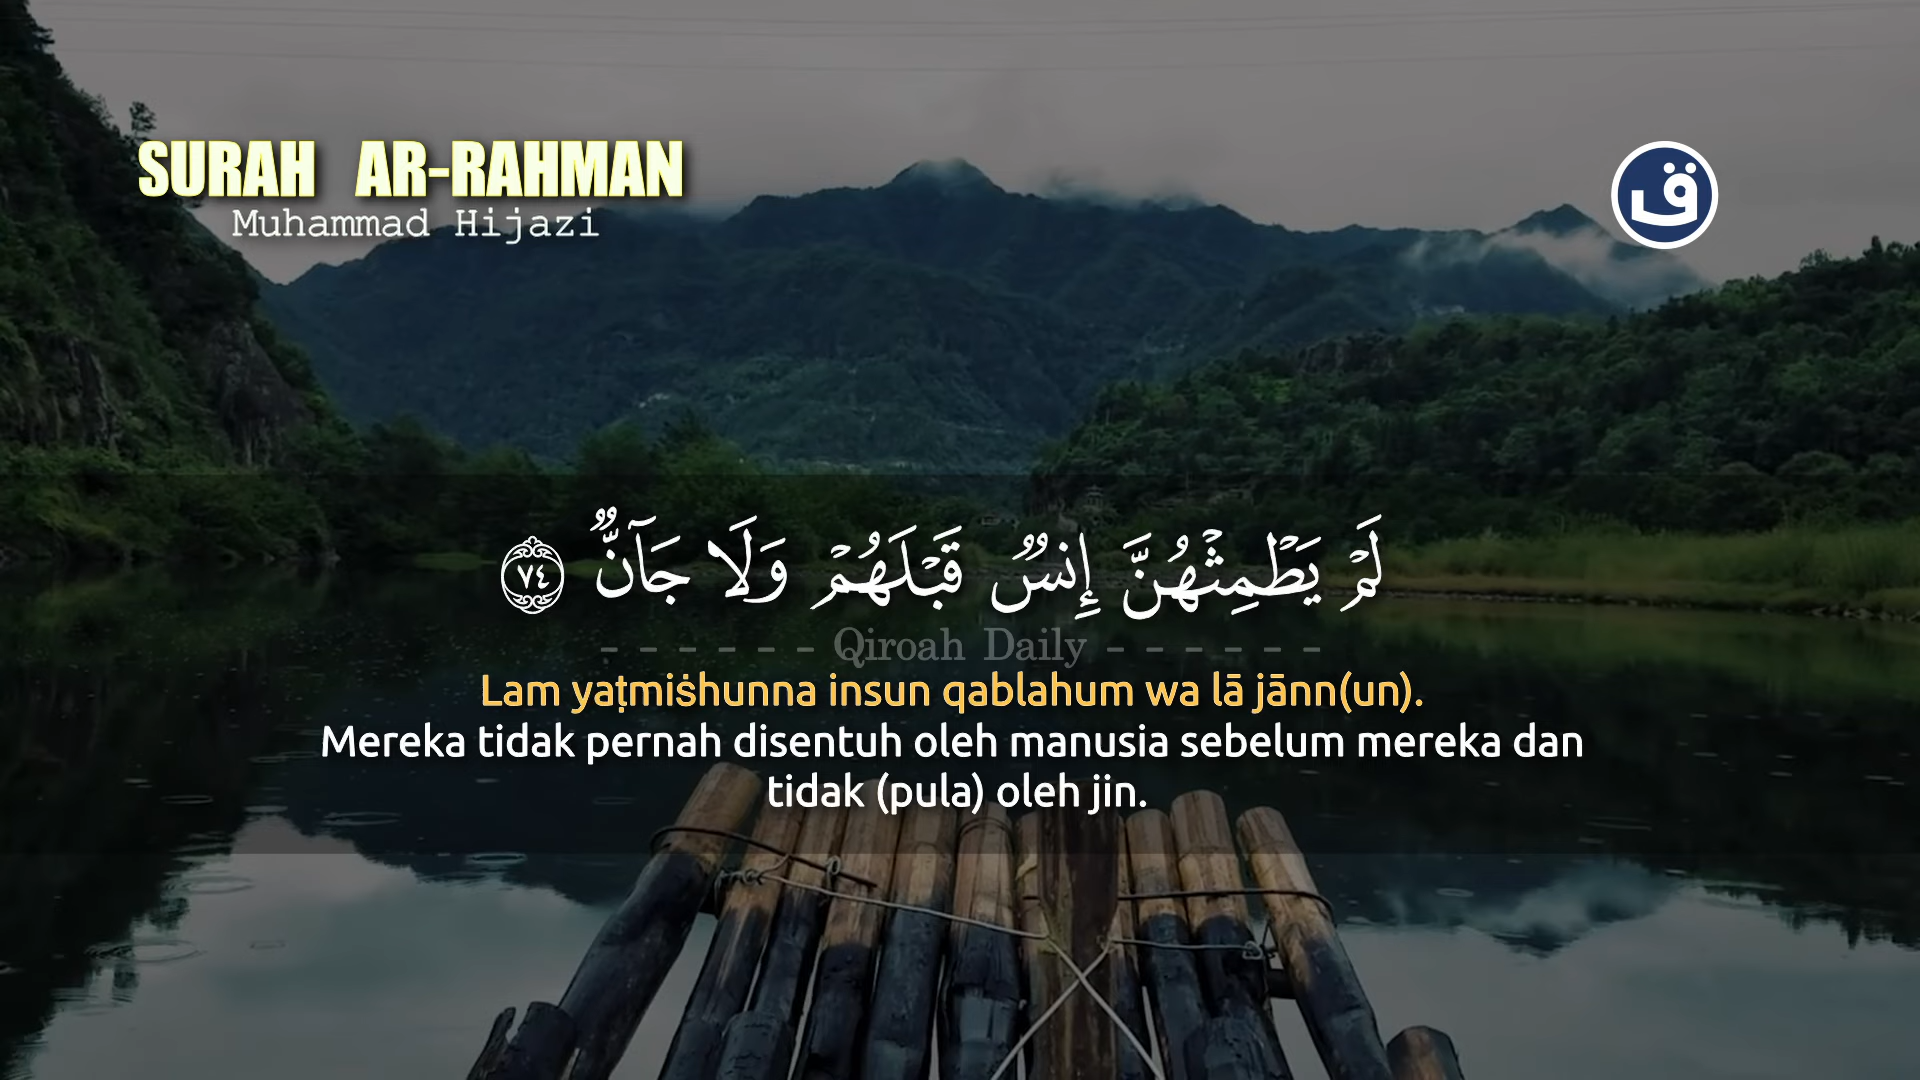 SURAH AR-RAHMAN
Muhammad Hijazi
ق
لَمْ يَطْمِثْهُنَّ إِنسٌ قَبْلَهُمْ وَلَا جَآنٌّ ٧٤
- - - - - - Qiroah Daily - - - - - -
Lam yaṭmiṡhunna insun qablahum wa lā jānn(un).
Mereka tidak pernah disentuh oleh manusia sebelum mereka dan
tidak (pula) oleh jin.